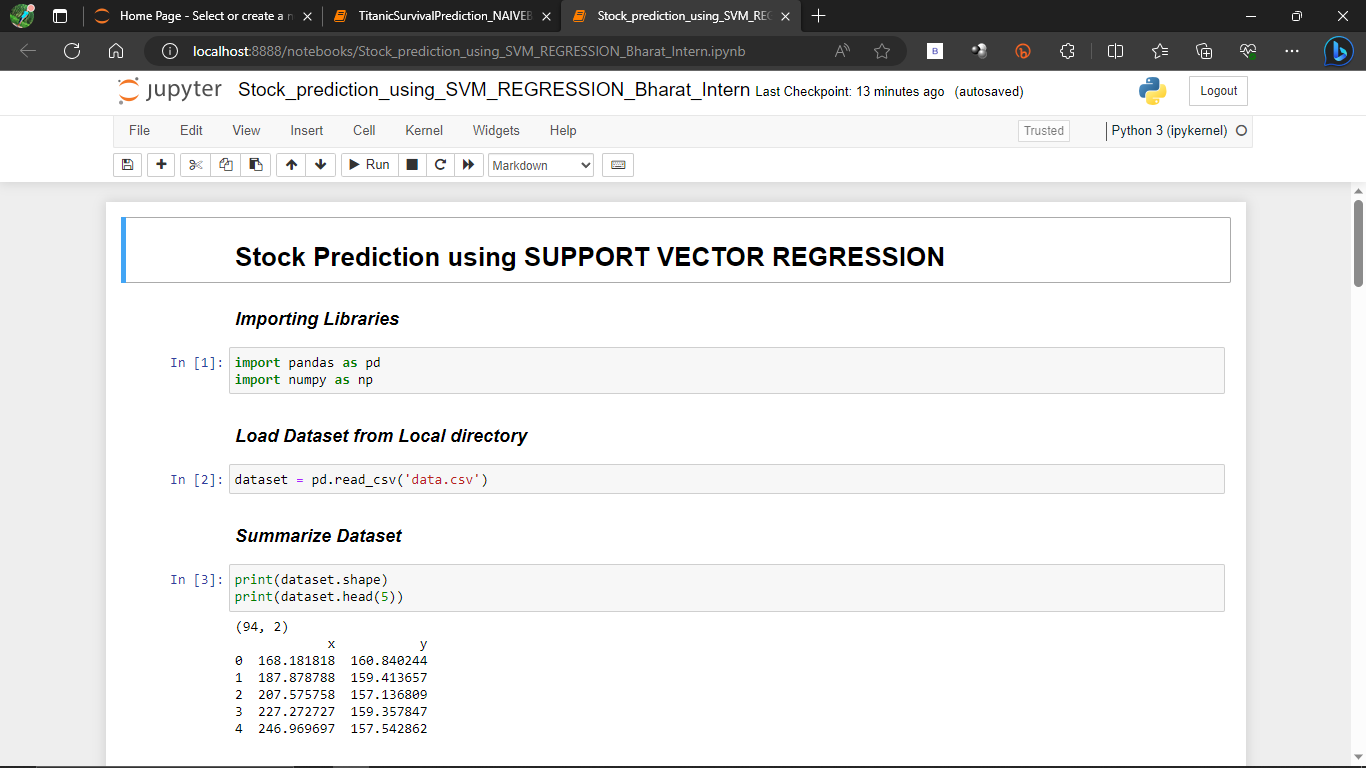 Home Page - Select or create a n
TitanicSurvivalPrediction_NAIVEB
Stock_prediction_using_SVM_REG
localhost:8888/notebooks/Stock_prediction_using_SVM_REGRESSION_Bharat_Intern.ipynb
jupyter Stock_prediction_using_SVM_REGRESSION_Bharat_Intern Last Checkpoint: 13 minutes ago (autosaved)
Logout
File Edit View Insert Cell Kernel Widgets Help
Trusted
Python 3 (ipykernel)
Run
Markdown
Stock Prediction using SUPPORT VECTOR REGRESSION
Importing Libraries
In [1]: import pandas as pd
import numpy as np
Load Dataset from Local directory
In [2]: dataset = pd.read_csv('data.csv')
Summarize Dataset
In [3]: print(dataset.shape)
print(dataset.head(5))
(94, 2)
x y
0 168.181818 160.840244
1 187.878788 159.413657
2 207.575758 157.136809
3 227.272727 159.357847
4 246.969697 157.542862